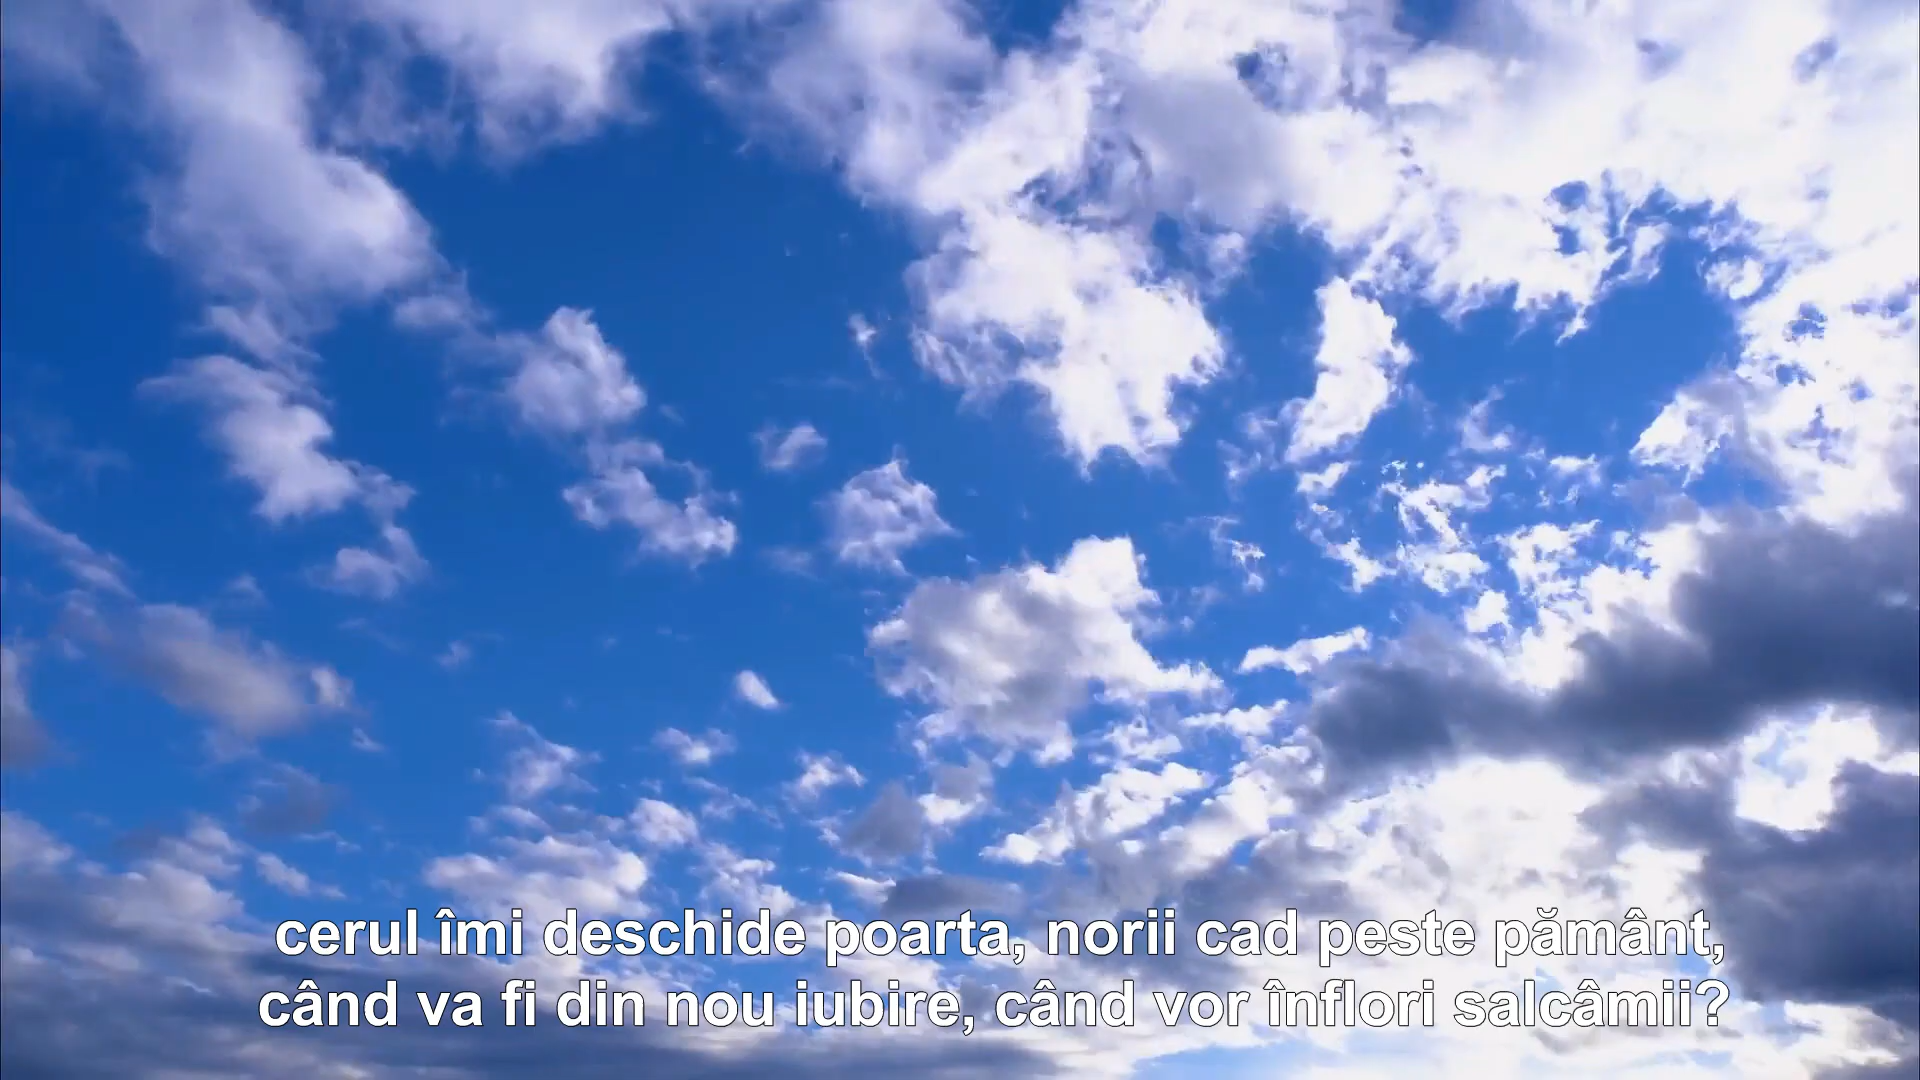 cerul îmi deschide poarta, norii cad peste pământ,
când va fi din nou iubire, când vor înflori salcâmii?